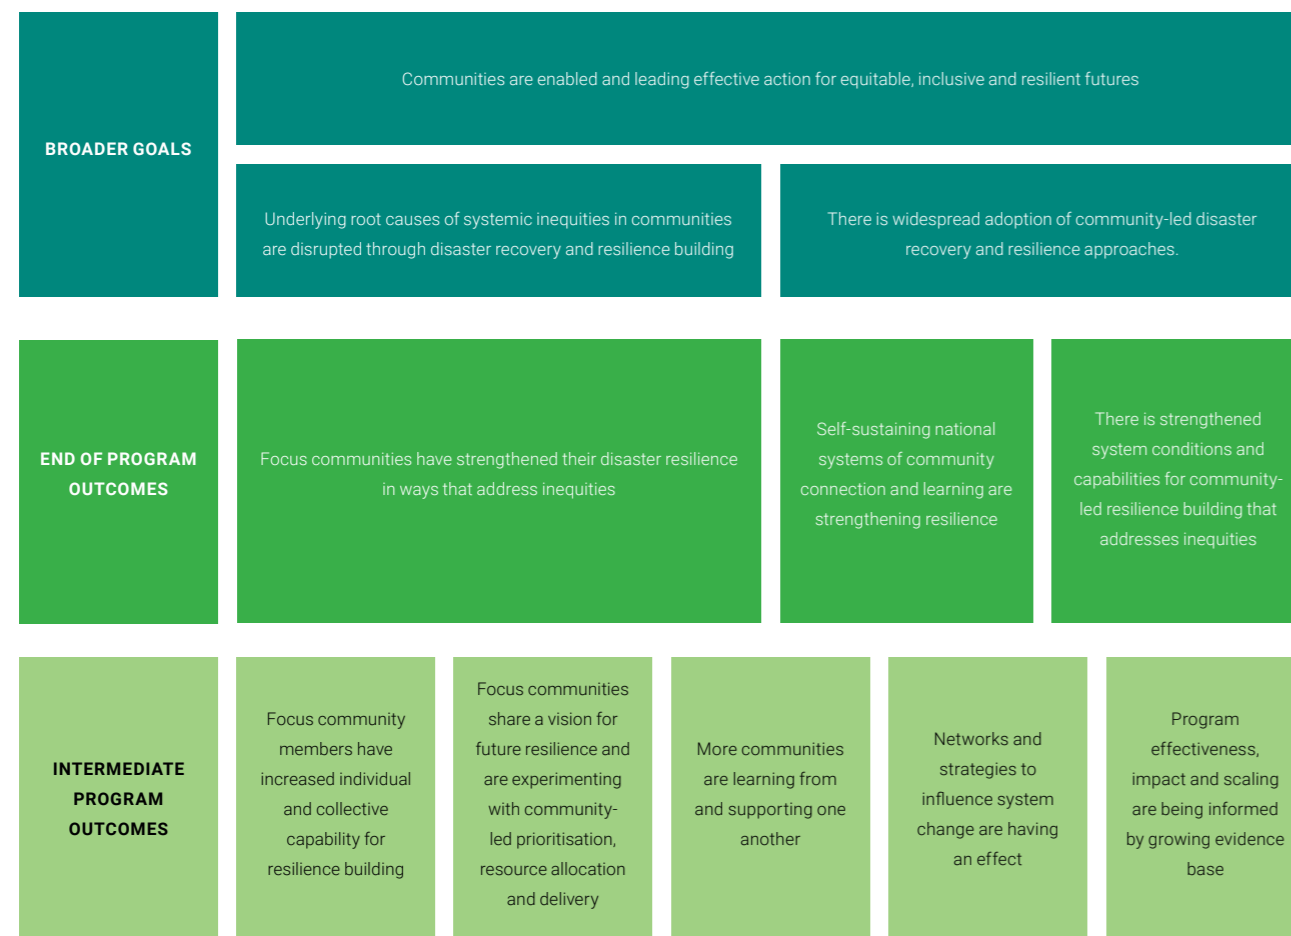 BROADER GOALS
Communities are enabled and leading effective action for equitable, inclusive and resilient futures
Underlying root causes of systemic inequities in communities
are disrupted through disaster recovery and resilience building
There is widespread adoption of community-led disaster
recovery and resilience approaches.
END OF PROGRAM
OUTCOMES
Focus communities have strengthened their disaster resilience
in ways that address inequities
Self-sustaining national
systems of community
connection and learning are
strengthening resilience
There is strengthened
system conditions and
capabilities for community-
led resilience building that
addresses inequities
INTERMEDIATE
PROGRAM
OUTCOMES
Focus community
members have
increased individual
and collective
capability for
resilience building
Focus communities
share a vision for
future resilience and
are experimenting
with community-
led prioritisation,
resource allocation
and delivery
More communities
are learning from
and supporting one
another
Networks and
strategies to
influence system
change are having
an effect
Program
effectiveness,
impact and scaling
are being informed
by growing evidence
base